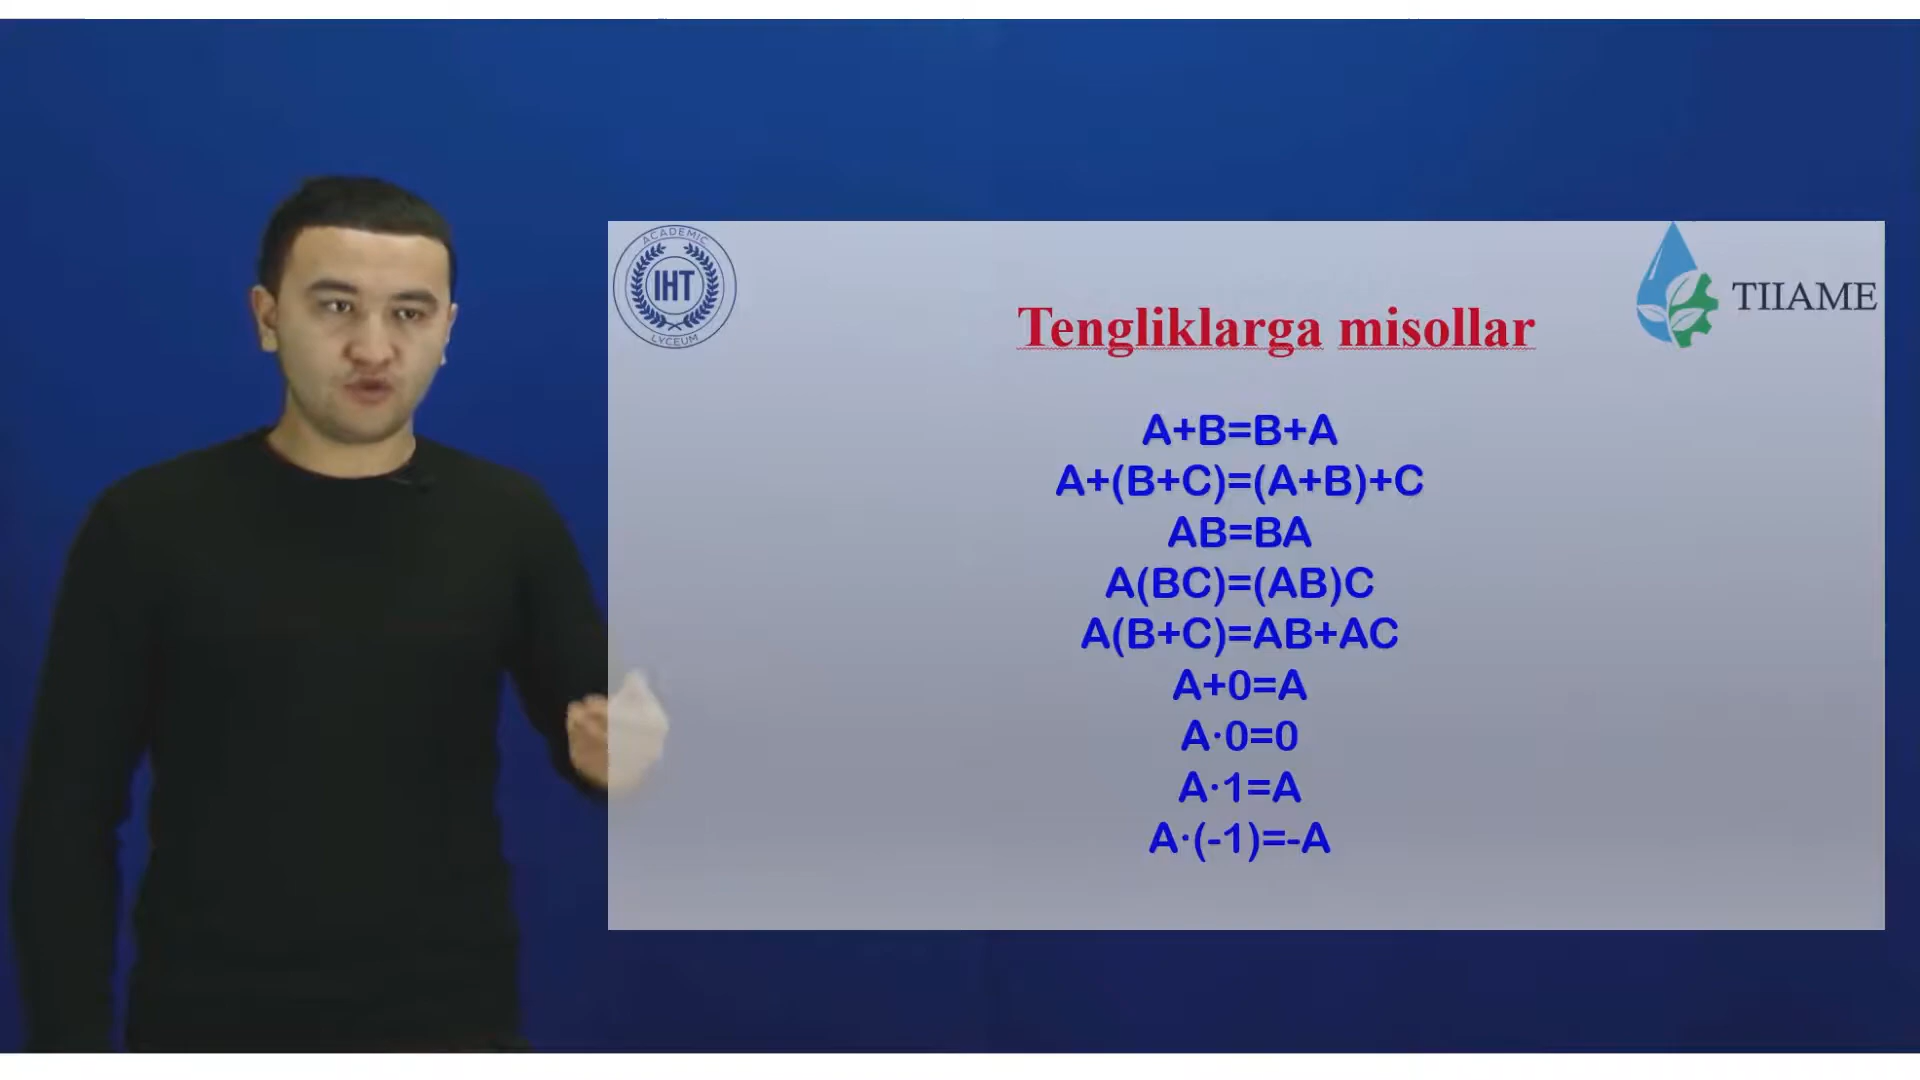 ACADEMIC
IHT
LYCEUM
TIIAME
Tengliklarga misollar
A+B=B+A
A+(B+C)=(A+B)+C
AB=BA
A(BC)=(AB)C
A(B+C)=AB+AC
A+0=A
A·0=0
A·1=A
A·(-1)=-A